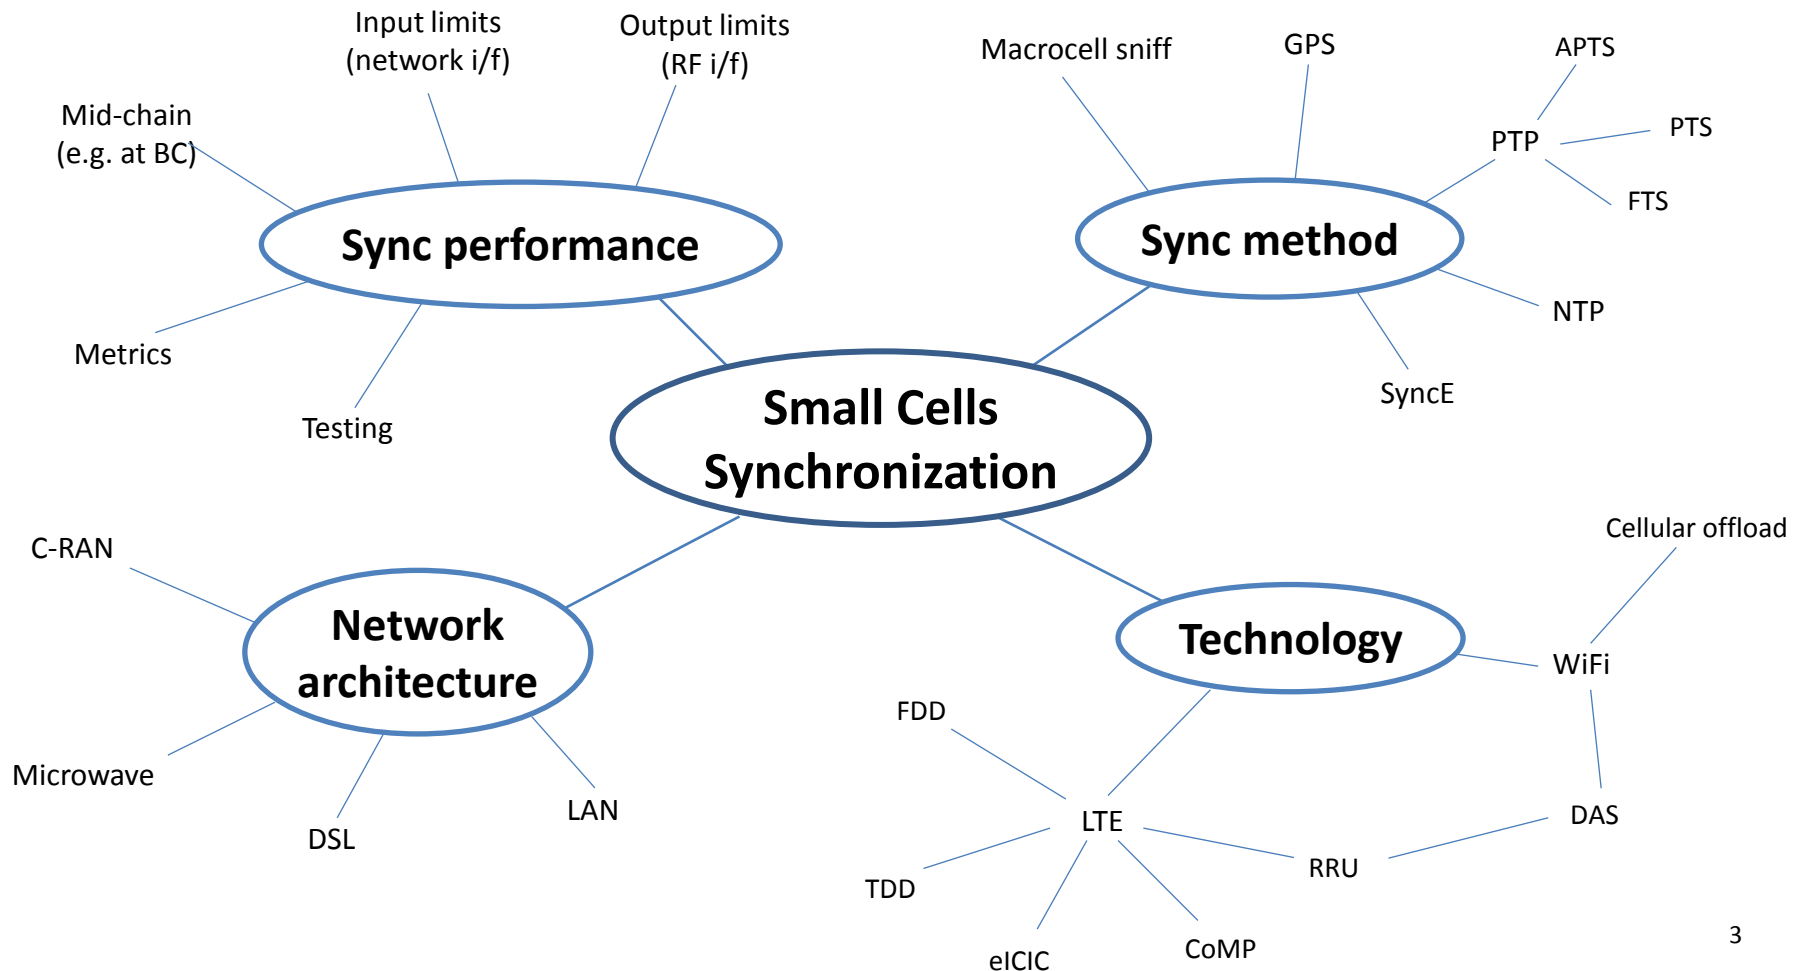 Input limits
(network i/f)
Output limits
(RF i/f)
Mid-chain
(e.g. at BC)
Sync performance
Metrics
Testing
Macrocell sniff
GPS
APTS
PTP
PTS
FTS
Sync method
NTP
SyncE
Small Cells
Synchronization
C-RAN
Network
architecture
Microwave
DSL
LAN
Cellular offload
Technology
WiFi
FDD
LTE
DAS
RRU
TDD
eICIC
CoMP
3